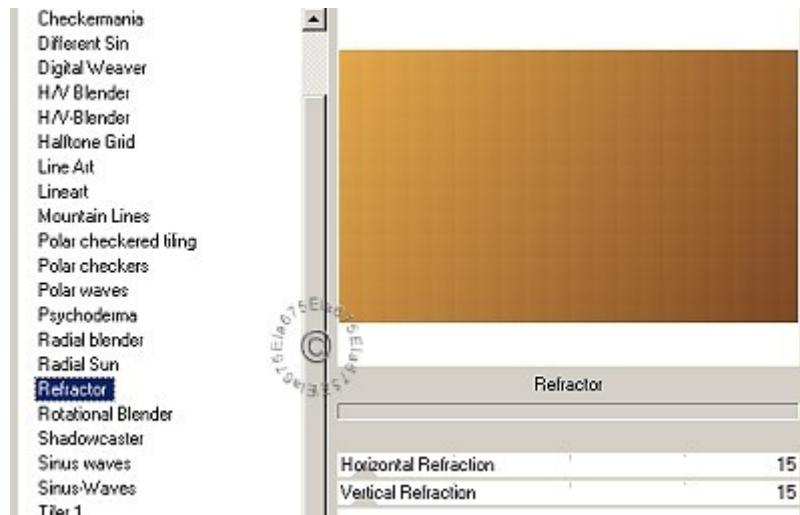 Checkermania
Different Sin
Digital Weaver
H/V Blender
H/V-Blender
Halftone Grid
Line Art
Lineart
Mountain Lines
Polar checkered tiling
Polar checkers
Polar waves
Psychoderma
Radial blender
Radial Sun
Refractor
Rotational Blender
Shadowcaster
Sinus waves
Sinus-Waves
Tiler 1
Refractor
Horizontal Refraction 15
Vertical Refraction 15
©